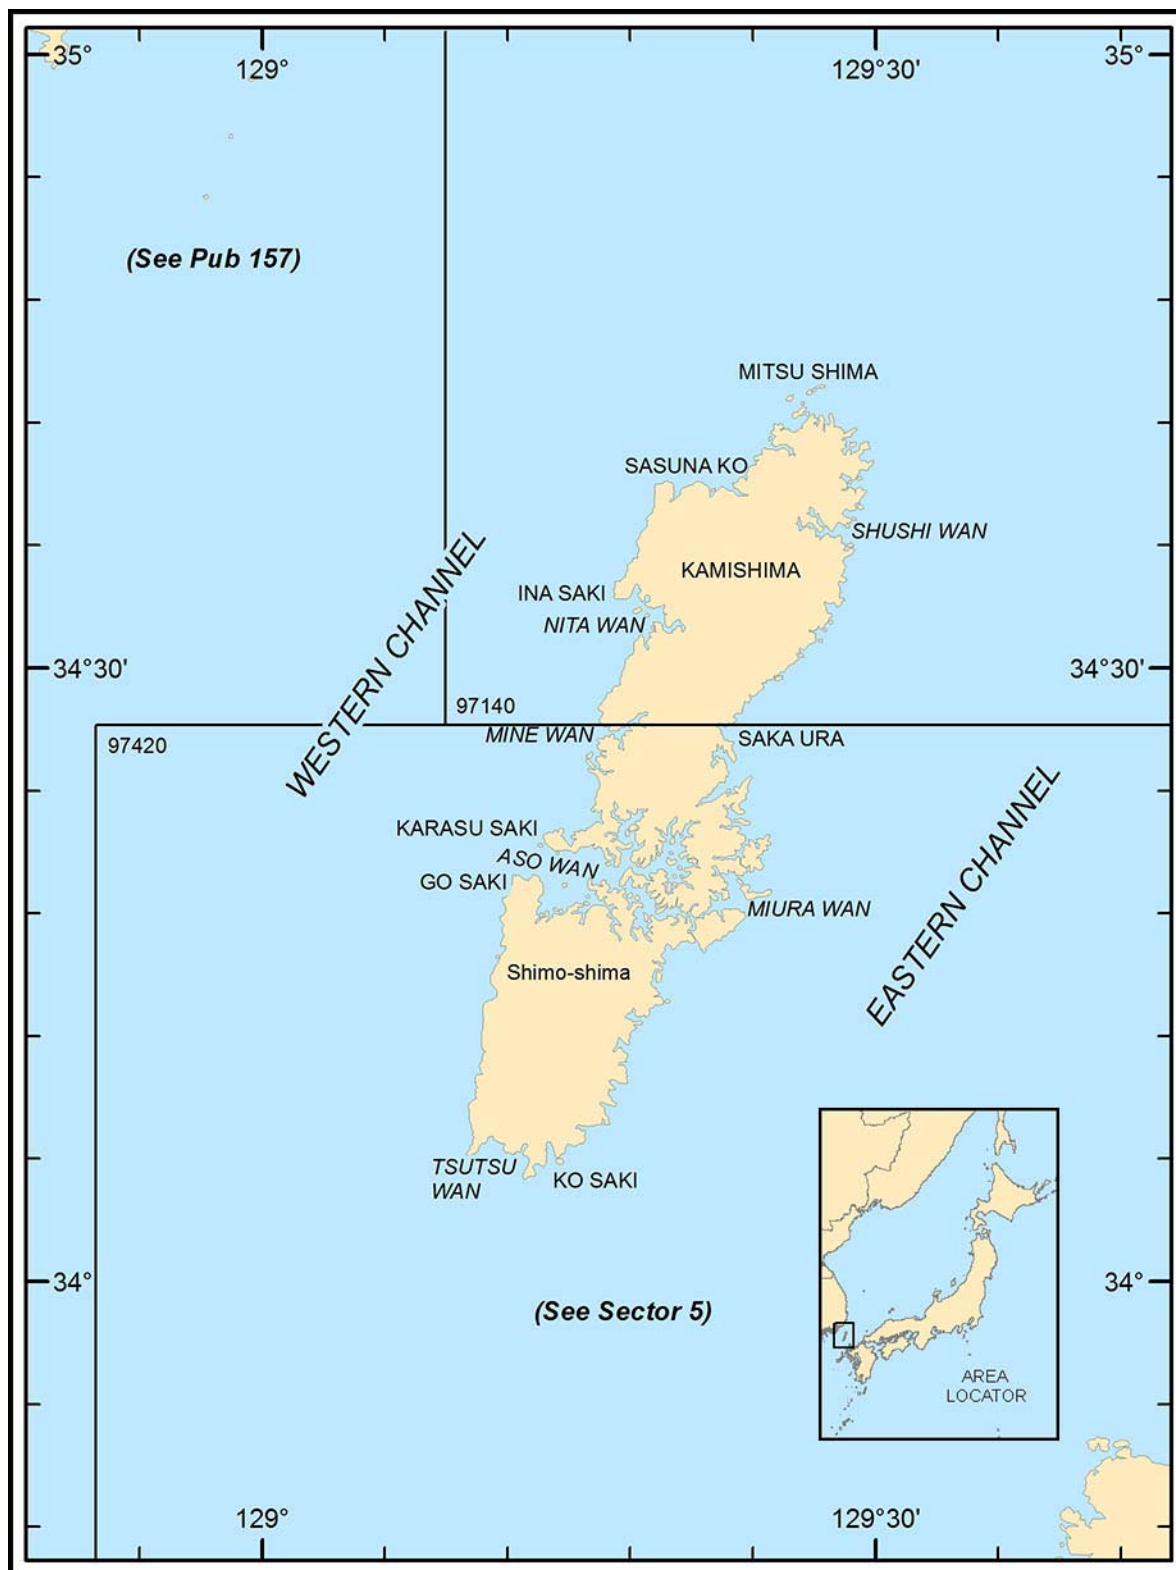 35°
129°
129°30'
35°
(See Pub 157)
MITSU SHIMA
SASUNA KO
SHUSHI WAN
KAMISHIMA
INA SAKI
NITA WAN
WESTERN CHANNEL
34°30'
34°30'
97140
97420
MINE WAN
SAKA URA
KARASU SAKI
ASO WAN
GO SAKI
MIURA WAN
EASTERN CHANNEL
Shimo-shima
TSUTSU
WAN
KO SAKI
34°
34°
(See Sector 5)
AREA
LOCATOR
129°
129°30'